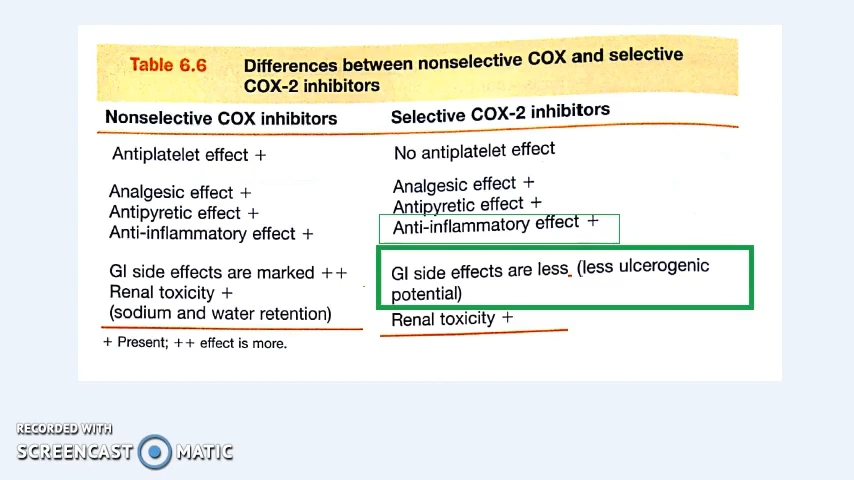 Table 6.6 Differences between nonselective COX and selective
COX-2 inhibitors
Nonselective COX inhibitors Selective COX-2 inhibitors
Antiplatelet effect + No antiplatelet effect
Analgesic effect + Analgesic effect +
Antipyretic effect + Antipyretic effect +
Anti-inflammatory effect + Anti-inflammatory effect +
GI side effects are marked ++ GI side effects are less (less ulcerogenic
Renal toxicity + potential)
(sodium and water retention) Renal toxicity +
+ Present; ++ effect is more.
RECORDED WITH
SCREENCAST MATIC